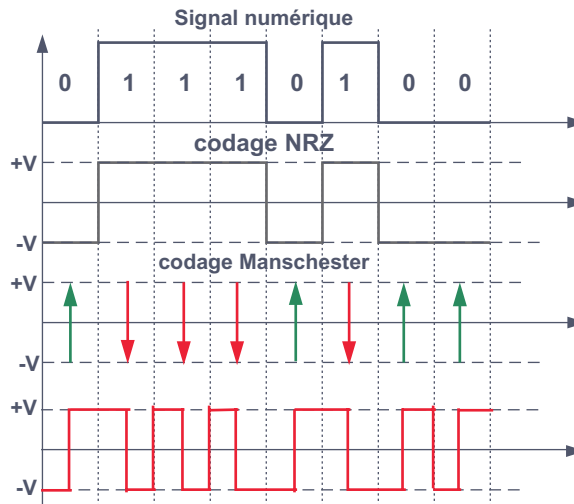 Signal numérique
0 1 1 1 0 1 0 0
codage NRZ
+V
-V
codage Manschester
+V
-V
+V
-V